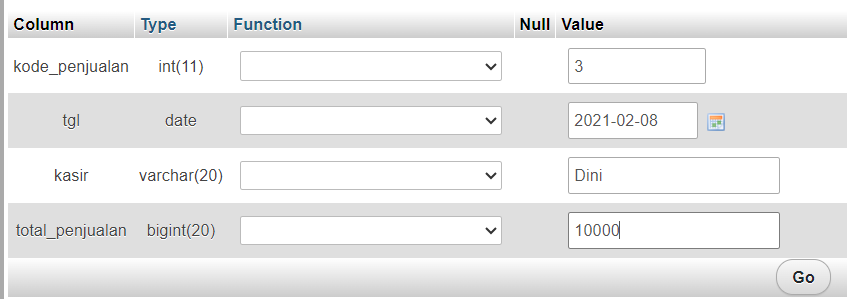 Column Type Function Null Value
kode_penjualan int(11) 3
tgl date 2021-02-08
kasir varchar(20) Dini
total_penjualan bigint(20) 10000
Go